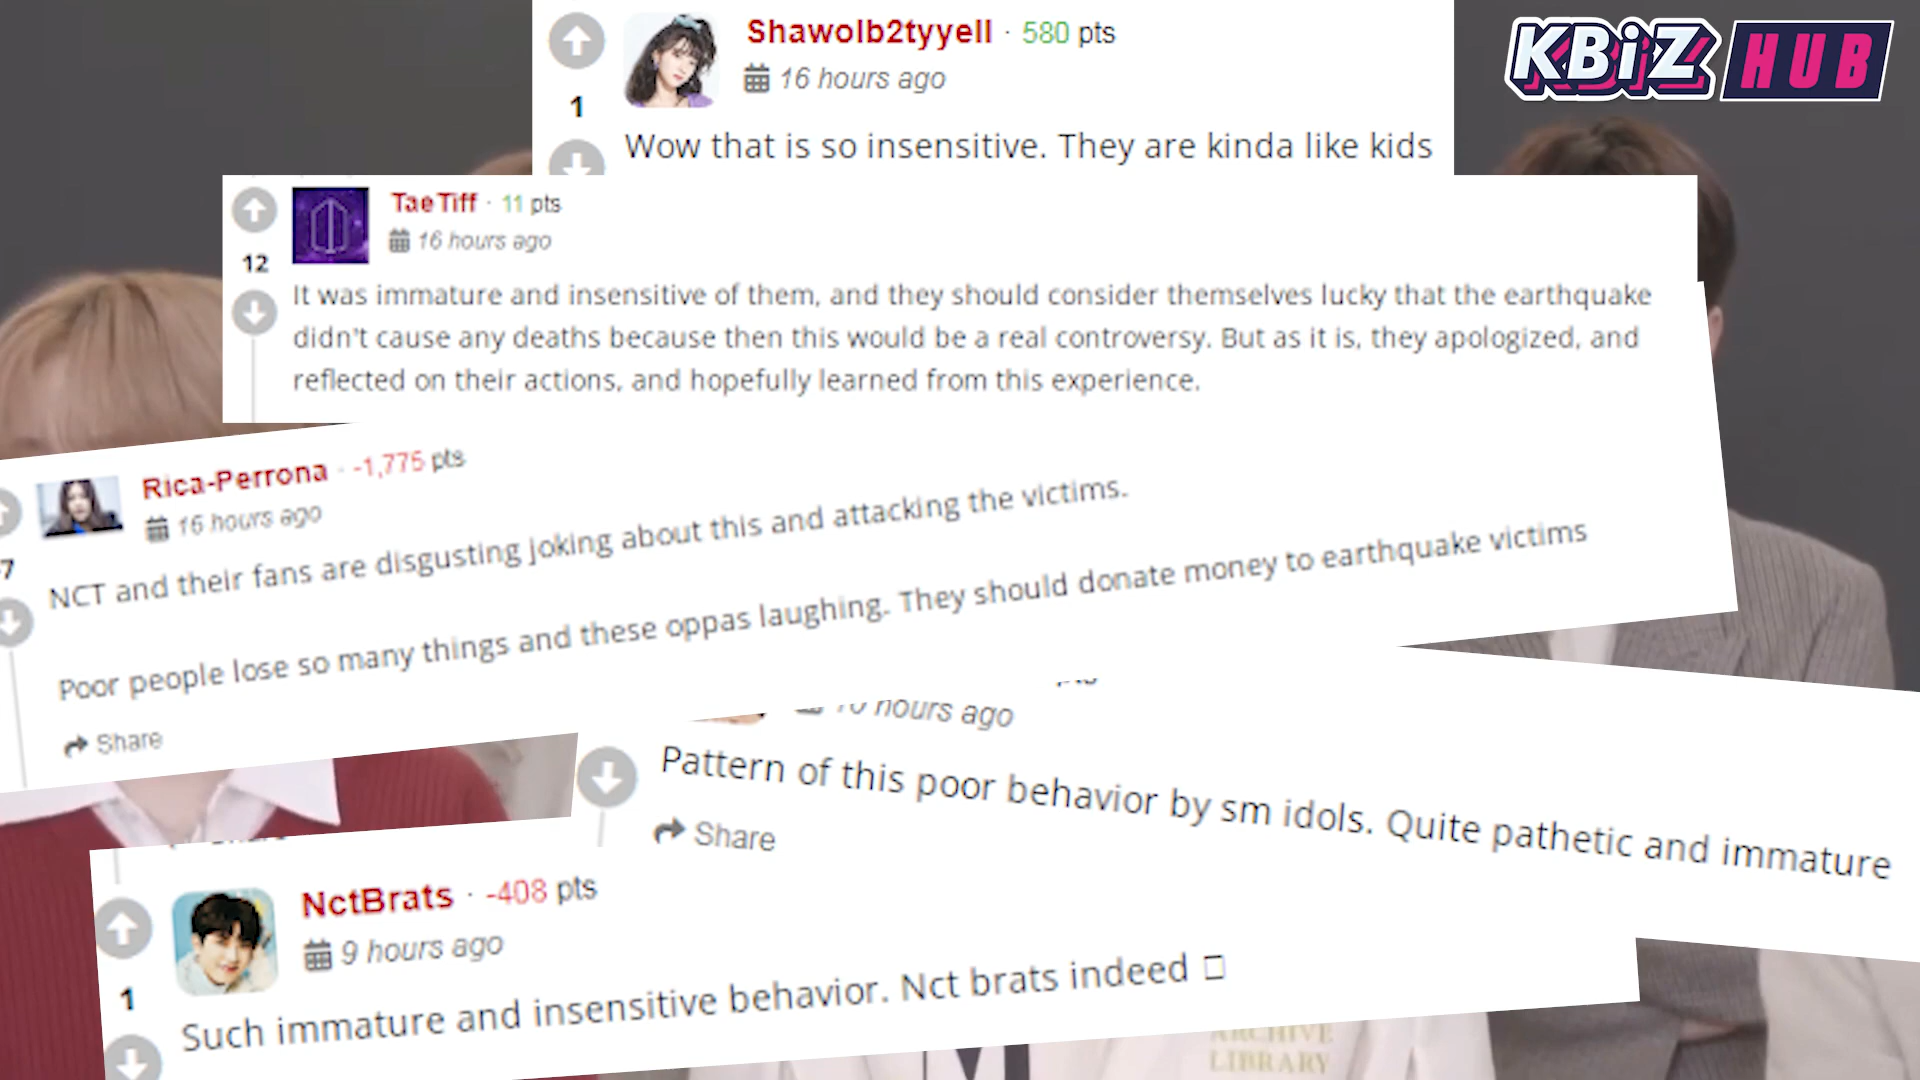 KBiZ HUB
Shawolb2tyyell · 580 pts
16 hours ago
1
Wow that is so insensitive. They are kinda like kids
TaeTiff · 11 pts
16 hours ago
12
It was immature and insensitive of them, and they should consider themselves lucky that the earthquake
didn't cause any deaths because then this would be a real controversy. But as it is, they apologized, and
reflected on their actions, and hopefully learned from this experience.
Rica-Perrona · -1,775 pts
16 hours ago
7
NCT and their fans are disgusting joking about this and attacking the victims.
Poor people lose so many things and these oppas laughing. They should donate money to earthquake victims
Share
hours ago
Pattern of this poor behavior by sm idols. Quite pathetic and immature
Share
NctBrats · -408 pts
9 hours ago
1
Such immature and insensitive behavior. Nct brats indeed
ARCHIVE
LIBRARY